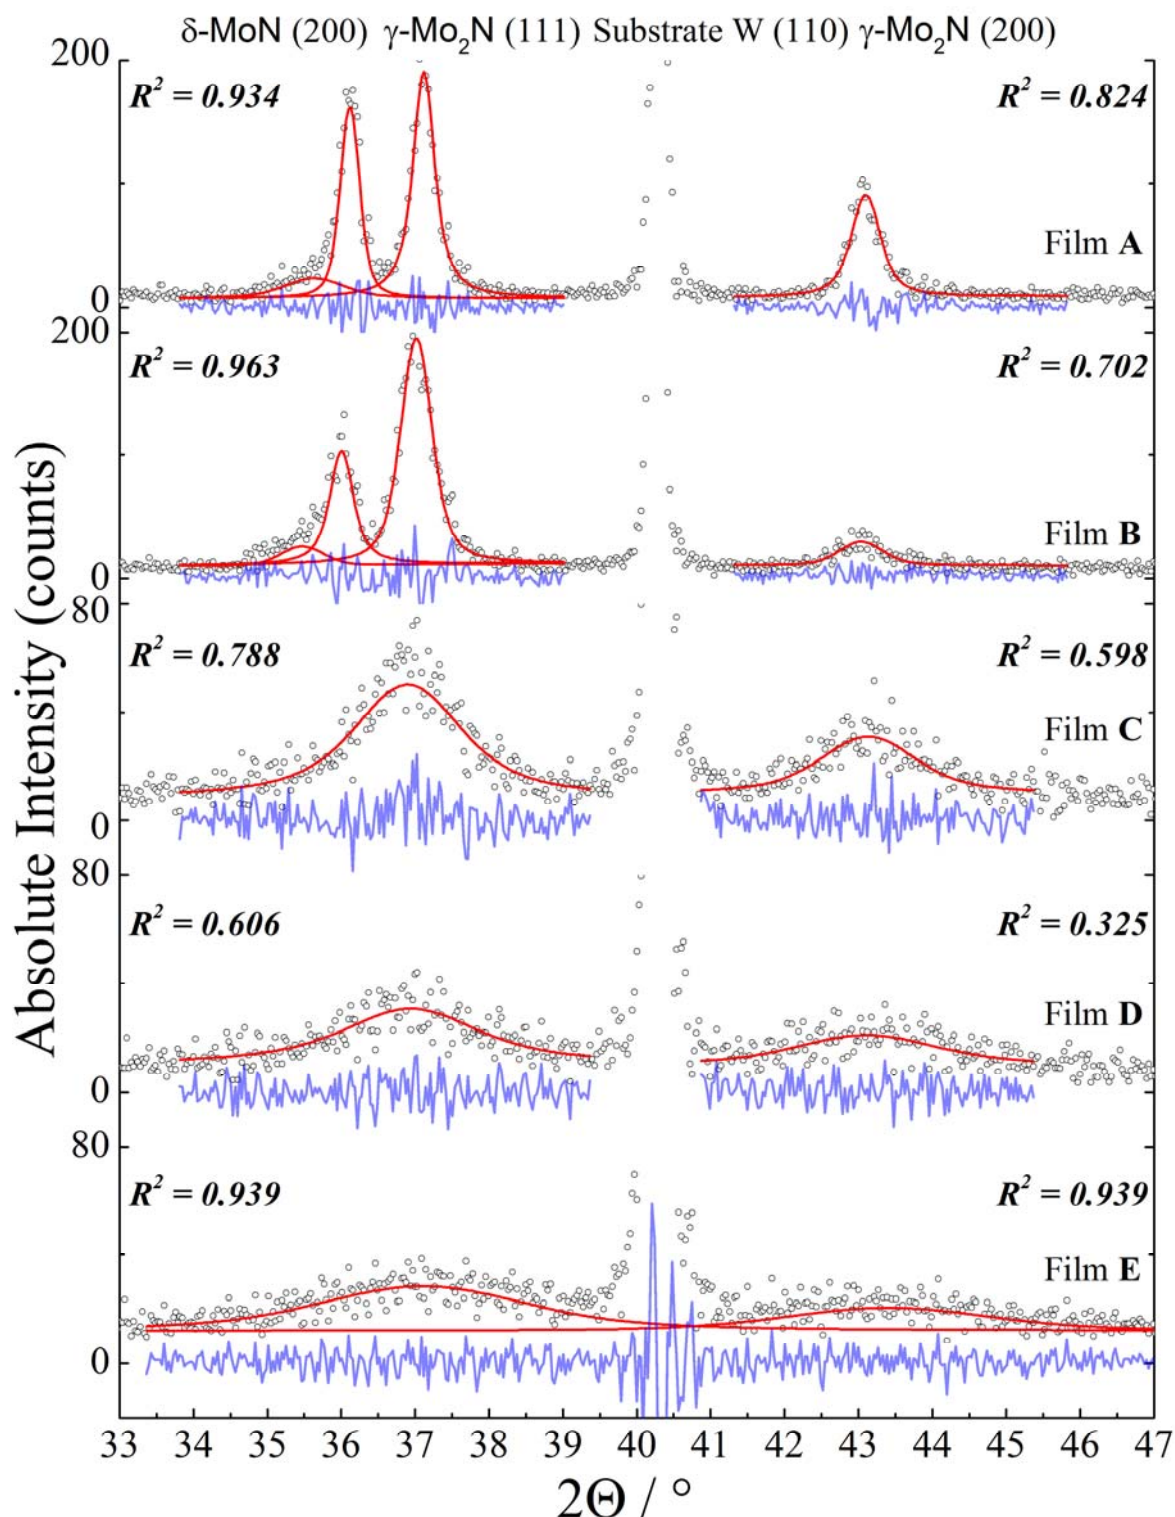 δ-MoN (200) γ-Mo₂N (111) Substrate W (110) γ-Mo₂N (200)
200
R² = 0.934
R² = 0.824
Film A
0
200
R² = 0.963
R² = 0.702
Film B
0
80
R² = 0.788
R² = 0.598
Film C
0
80
R² = 0.606
R² = 0.325
Film D
0
80
R² = 0.939
R² = 0.939
Film E
0
Absolute Intensity (counts)
33 34 35 36 37 38 39 40 41 42 43 44 45 46 47
2Θ / °